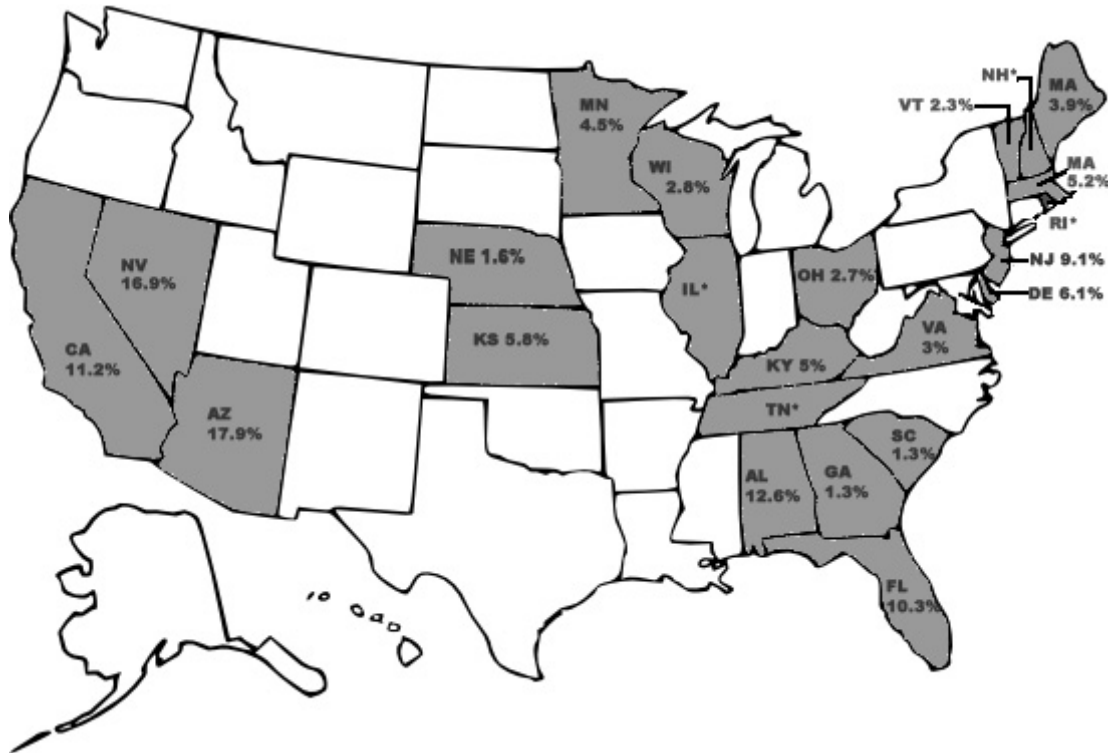 NH*
MA
3.9%
VT 2.3%
MN
4.5%
MA
5.2%
WI
2.8%
RI*
NE 1.6%
OH 2.7%
NJ 9.1%
NV
16.9%
IL*
DE 6.1%
KS 5.8%
VA
3%
CA
11.2%
KY 5%
AZ
17.9%
TN*
SC
1.3%
AL
12.6%
GA
1.3%
FL
10.3%